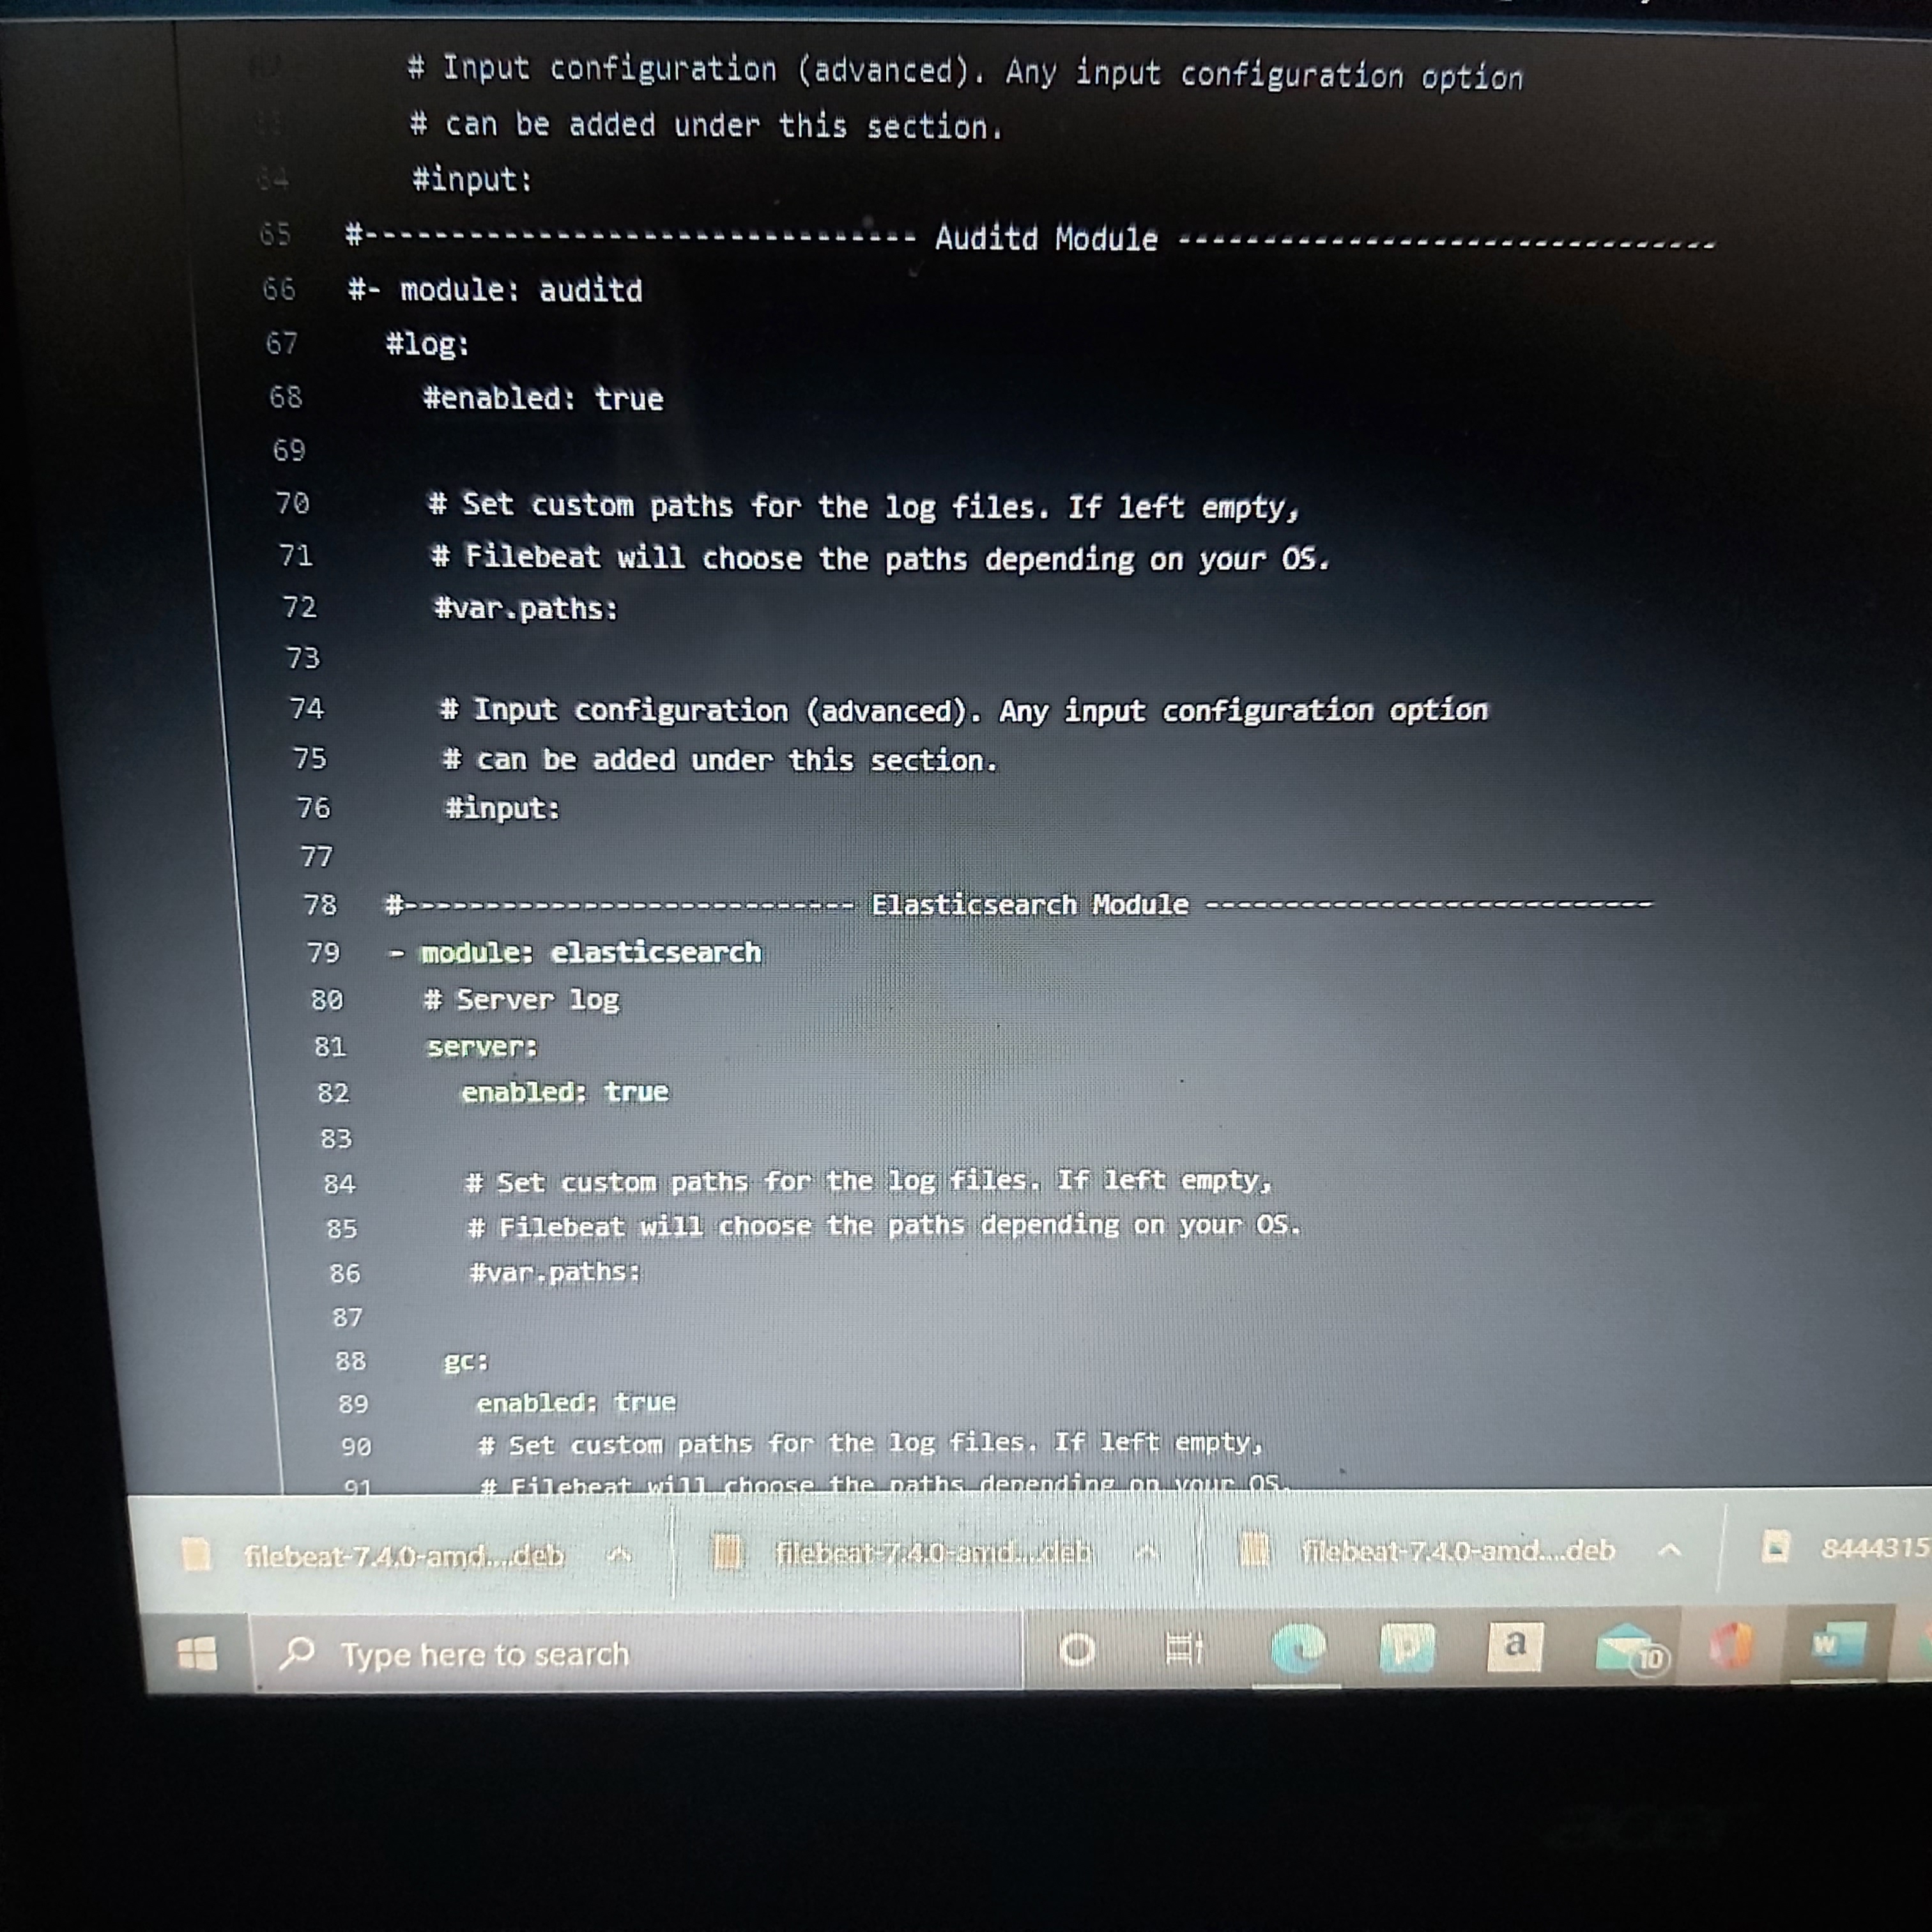 # Input configuration (advanced). Any input configuration option
# can be added under this section.
64 #input:
65 #-------------------------------- Auditd Module -------------------------------
66 #- module: auditd
67 #log:
68 #enabled: true
69
70 # Set custom paths for the log files. If left empty,
71 # Filebeat will choose the paths depending on your OS.
72 #var.paths:
73
74 # Input configuration (advanced). Any input configuration option
75 # can be added under this section.
76 #input:
77
78 #---------------------------- Elasticsearch Module ----------------------------
79 - module: elasticsearch
80 # Server log
81 server:
82 enabled: true
83
84 # Set custom paths for the log files. If left empty,
85 # Filebeat will choose the paths depending on your OS.
86 #var.paths:
87
88 gc:
89 enabled: true
90 # Set custom paths for the log files. If left empty,
91 # Filebeat will choose the paths depending on your OS.
filebeat-7.4.0-amd....deb filebeat-7.4.0-amd....deb filebeat-7.4.0-amd....deb 8444315
Type here to search a 10 W